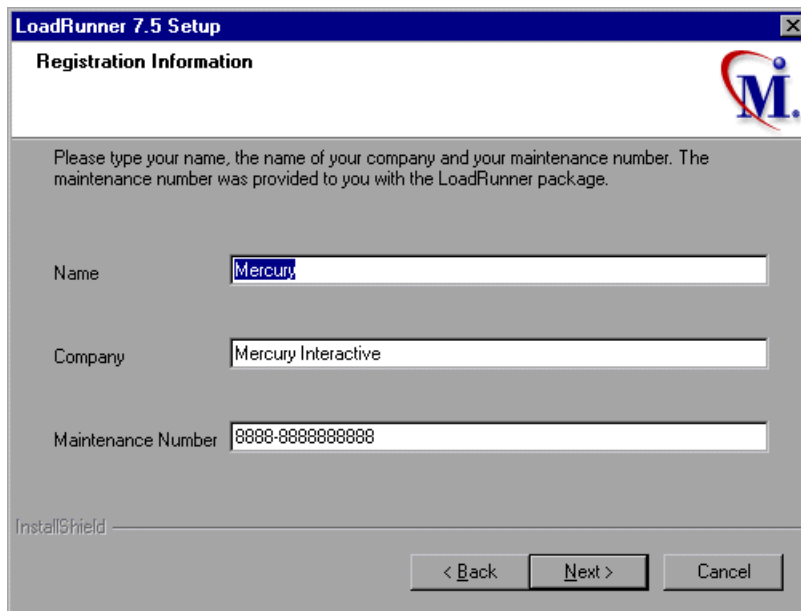 LoadRunner 7.5 Setup
Registration Information
M.
Please type your name, the name of your company and your maintenance number. The
maintenance number was provided to you with the LoadRunner package.
Name
Mercury
Company
Mercury Interactive
Maintenance Number
8888-8888888888
InstallShield
< Back
Next >
Cancel